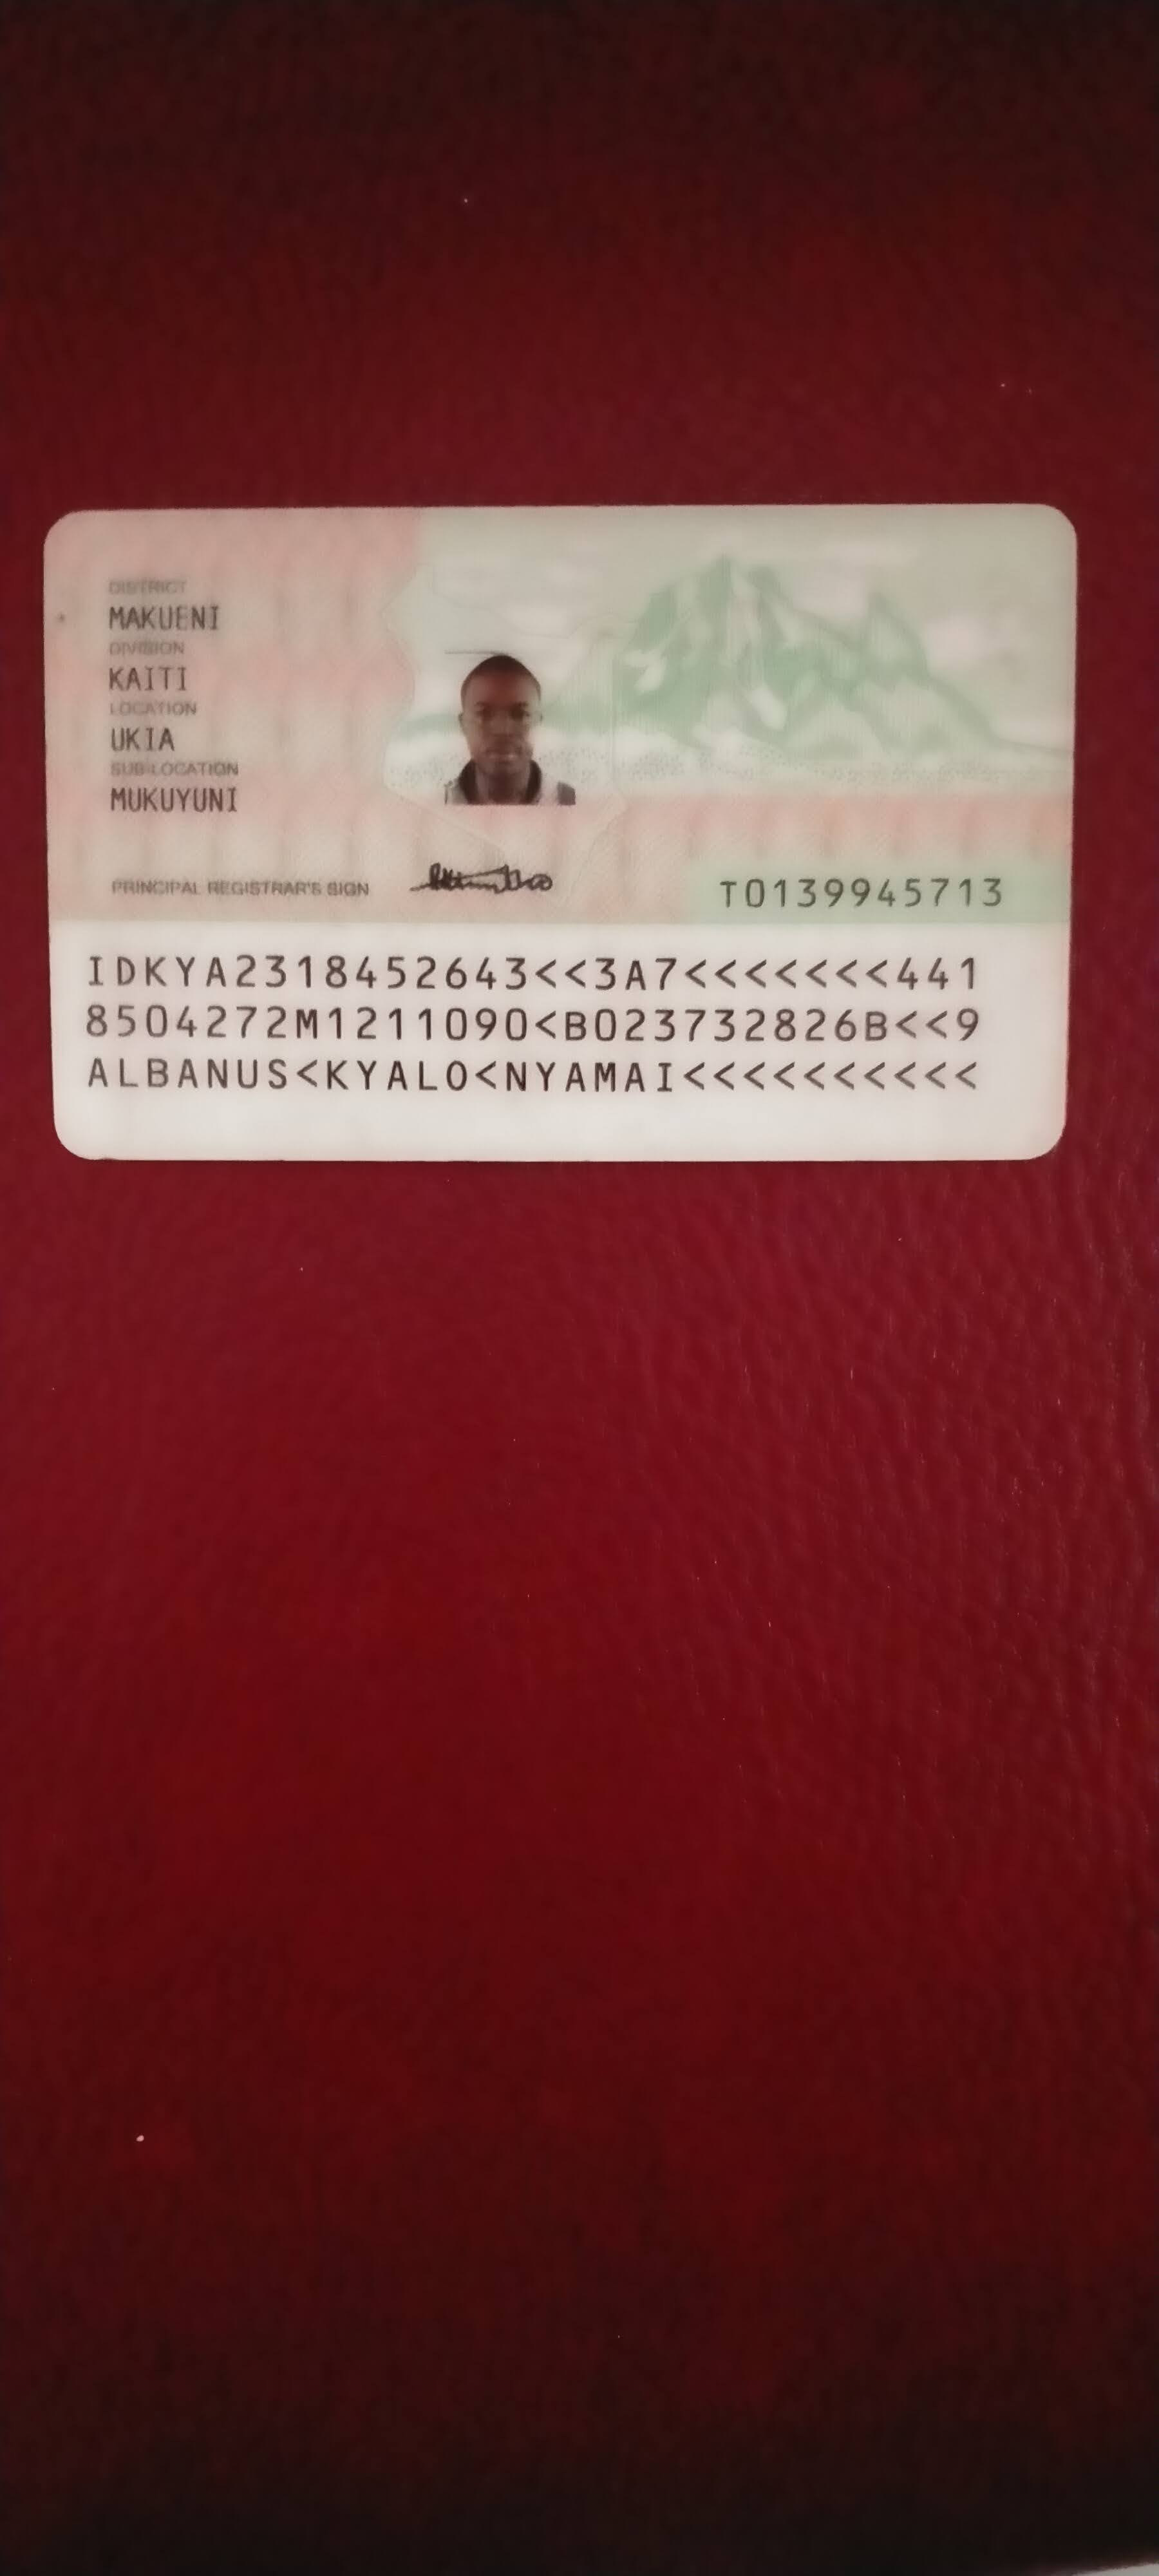 DISTRICT
MAKUENI
DIVISION
KAITI
LOCATION
UKIA
SUB-LOCATION
MUKUYUNI
PRINCIPAL REGISTRAR'S SIGN
T0139945713
IDKYA2318452643<<3A7<<<<<<<441
8504272M1211090<B023732826B<<9
ALBANUS<KYALO<NYAMAI<<<<<<<<<<